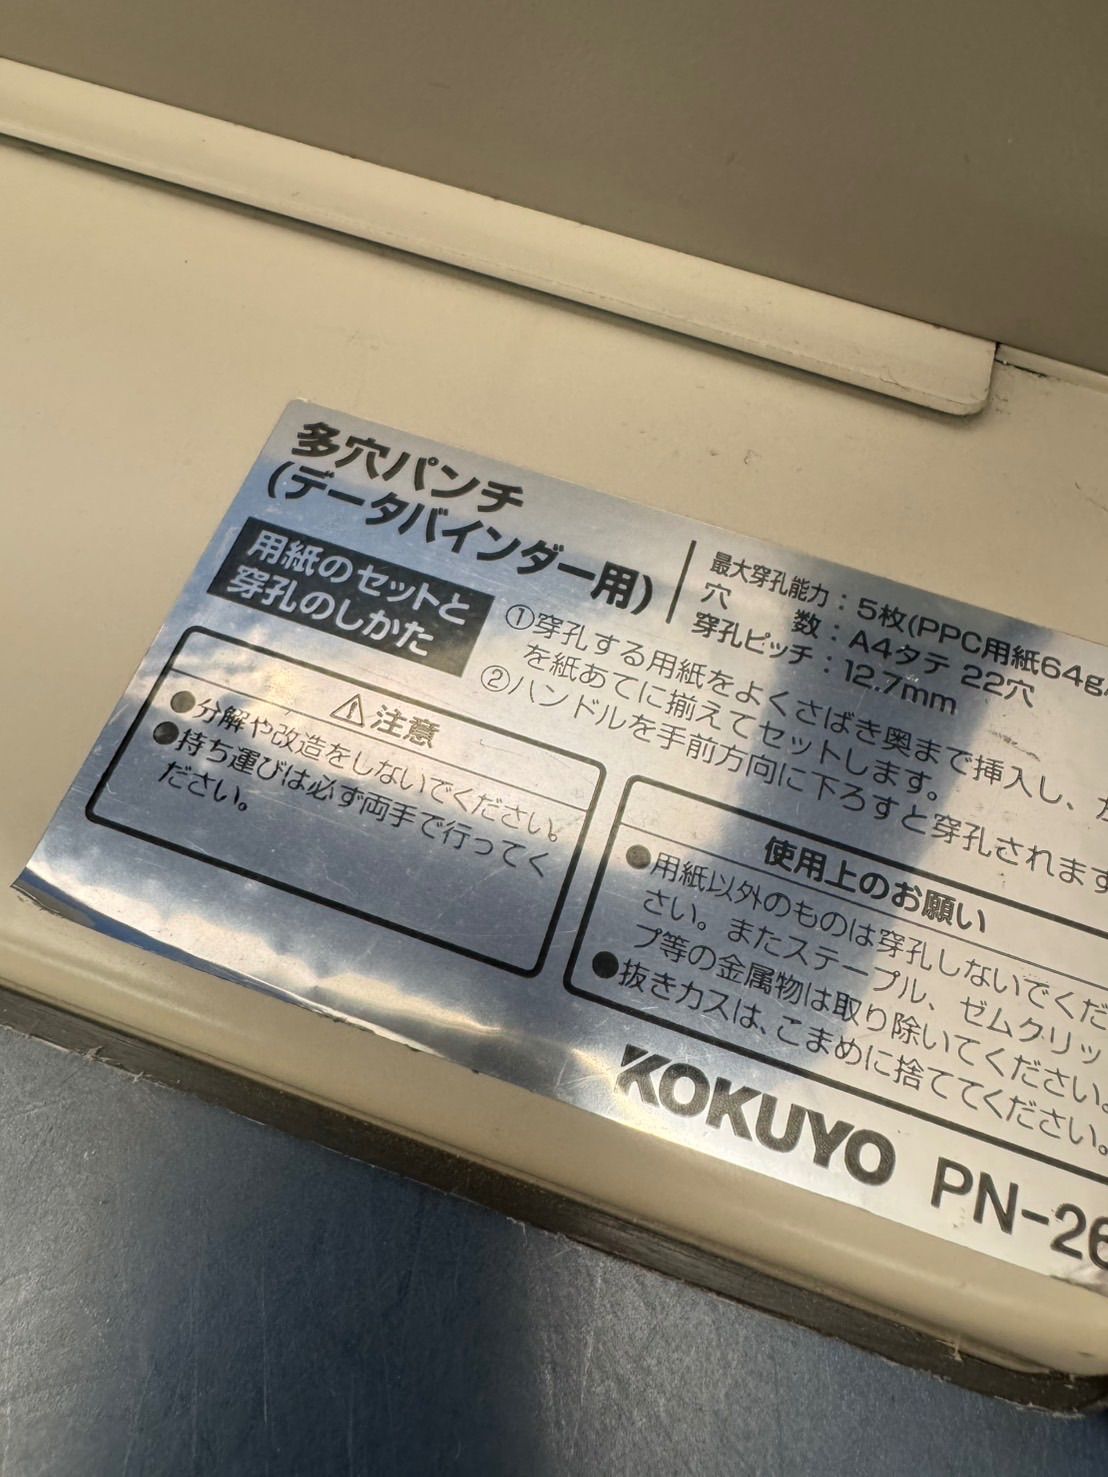 多穴パンチ
(データバインダー用)
最大穿孔能力：5枚(PPC用紙64g
穴　　数：A4タテ 22穴
穿孔ピッチ：12.7mm
用紙のセットと
穿孔のしかた
①穿孔する用紙をよくさばき奥まで挿入し、
を紙あてに揃えてセットします。
②ハンドルを手前方向に下ろすと穿孔されます
⚠注意
●分解や改造をしないでください。
●持ち運びは必ず両手で行ってく
ださい。
使用上のお願い
●用紙以外のものは穿孔しないでくだ
さい。またステープル、ゼムクリッ
プ等の金属物は取り除いてください。
●抜きカスは、こまめに捨ててください。
KOKUYO PN-26